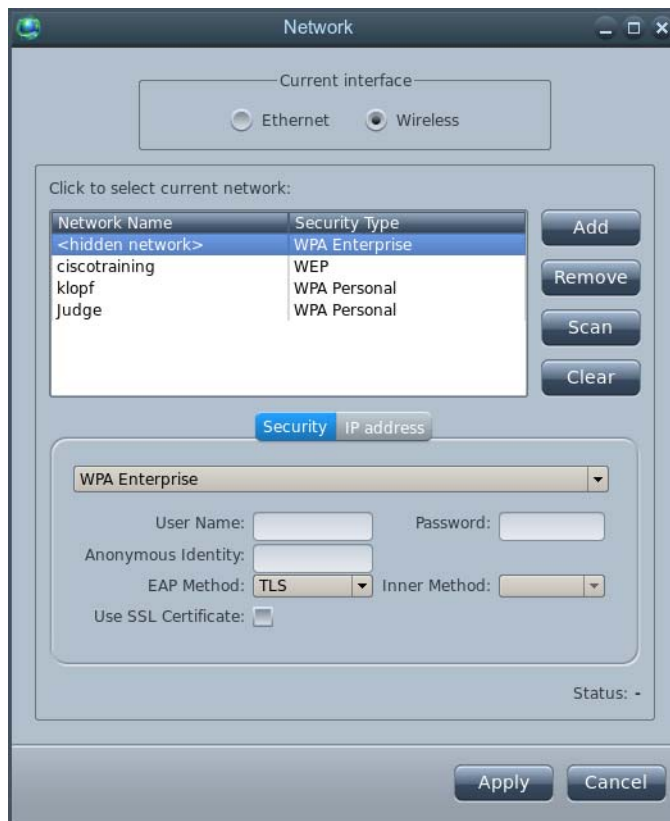 Network
Current interface
Ethernet Wireless
Click to select current network:
Network Name Security Type
<hidden network> WPA Enterprise
ciscotraining WEP
klopf WPA Personal
Judge WPA Personal
Add
Remove
Scan
Clear
Security IP address
WPA Enterprise
User Name: Password:
Anonymous Identity:
EAP Method: TLS Inner Method:
Use SSL Certificate:
Status: -
Apply Cancel